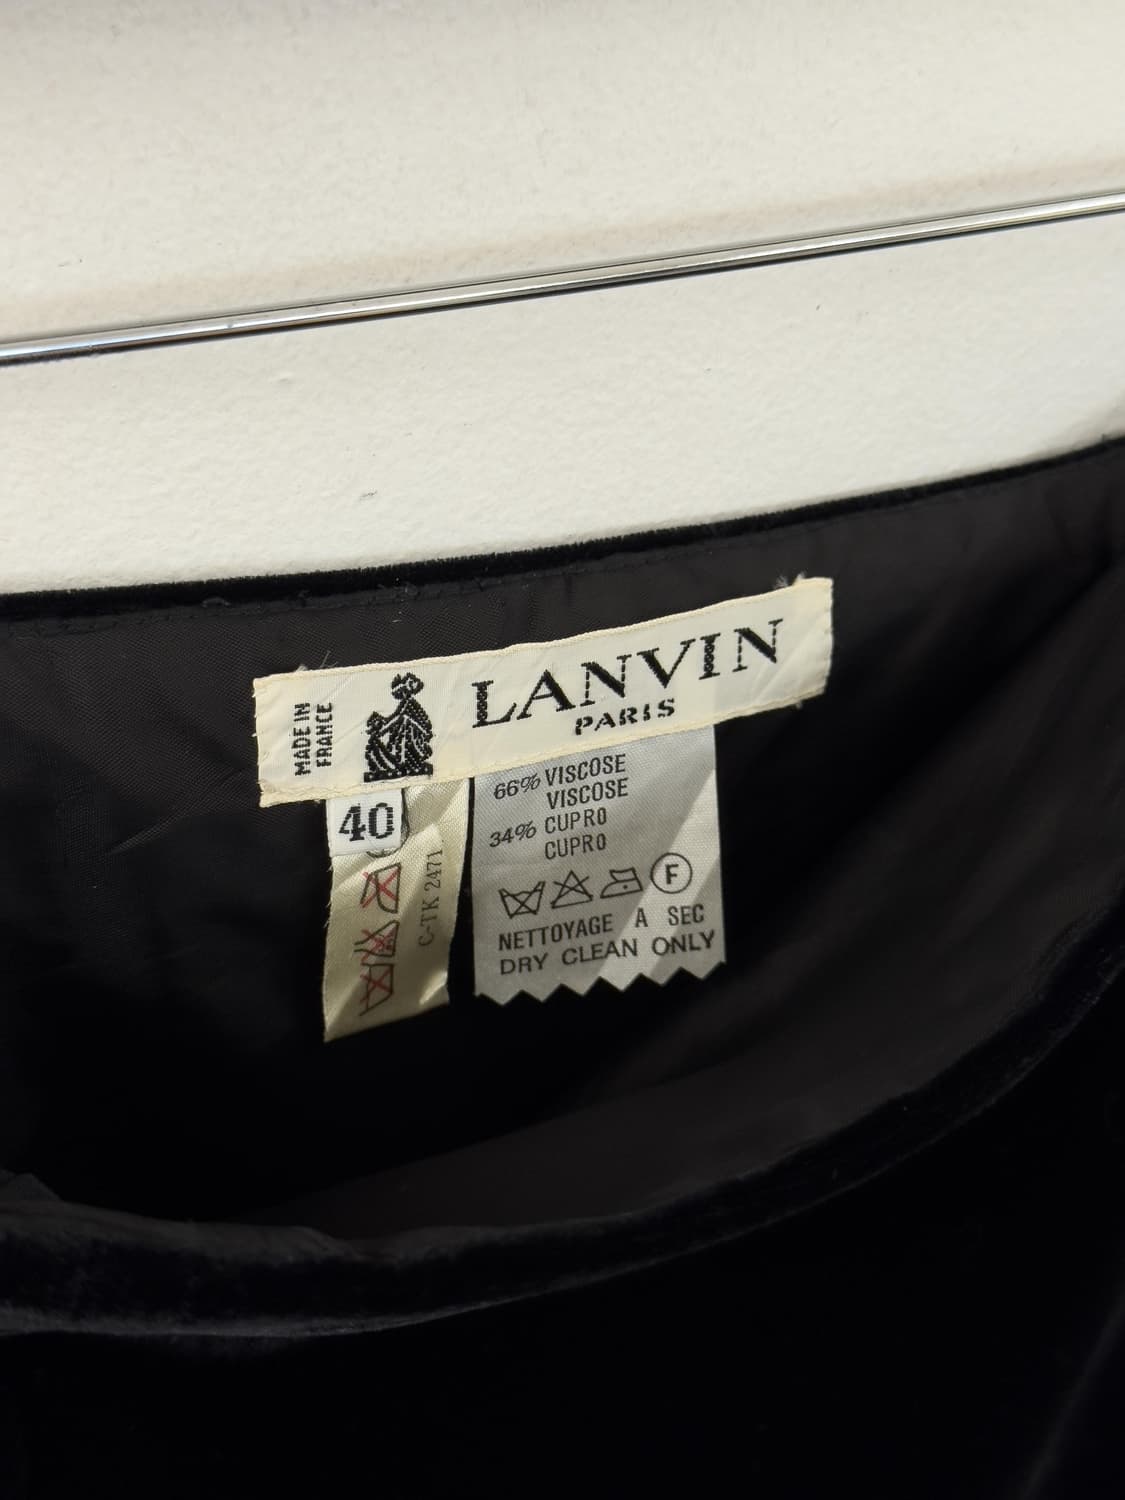 MADE IN
FRANCE
LANVIN
PARIS
40
C-TK 2471
66% VISCOSE
VISCOSE
34% CUPRO
CUPRO
F
NETTOYAGE A SEC
DRY CLEAN ONLY